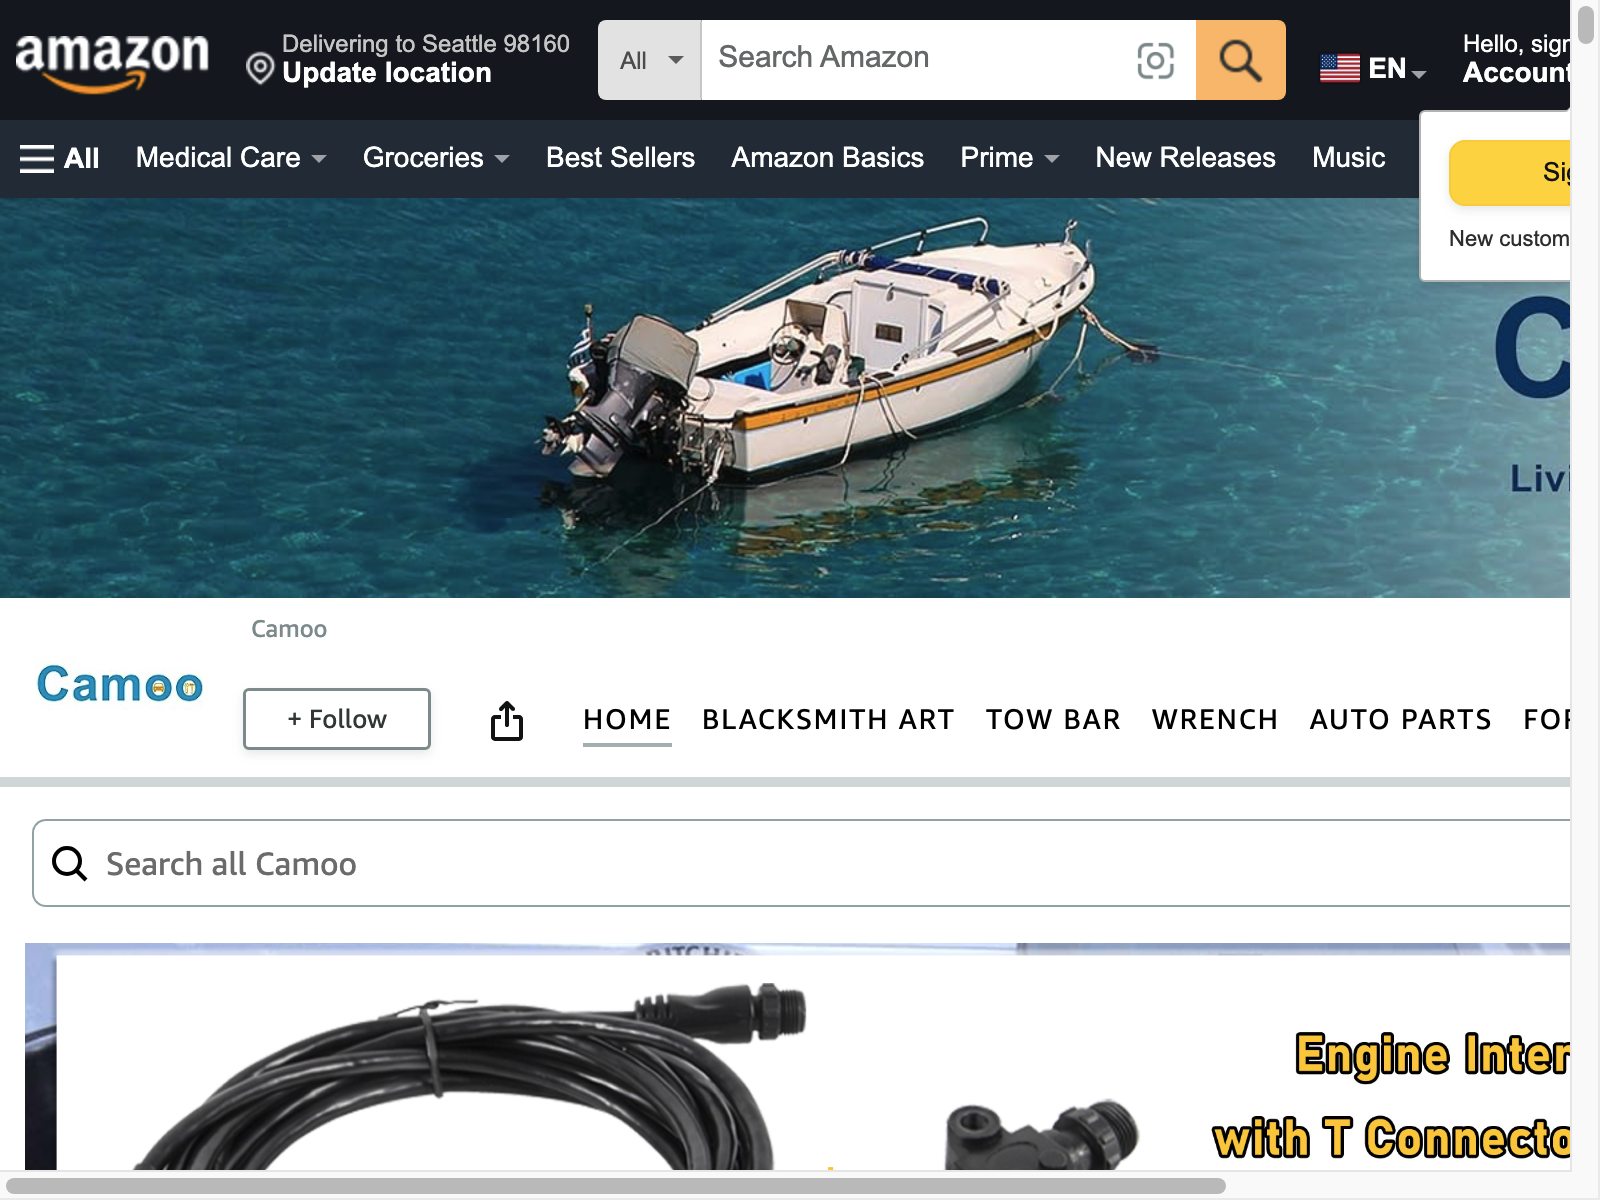 amazon
Delivering to Seattle 98160
Update location
All
Search Amazon
EN
Hello, sign
Account
All
Medical Care
Groceries
Best Sellers
Amazon Basics
Prime
New Releases
Music
Sig
New custom
C
Livi
Camoo
Camoo
+ Follow
HOME
BLACKSMITH ART
TOW BAR
WRENCH
AUTO PARTS
FOR
Search all Camoo
Engine Inter
with T Connecto